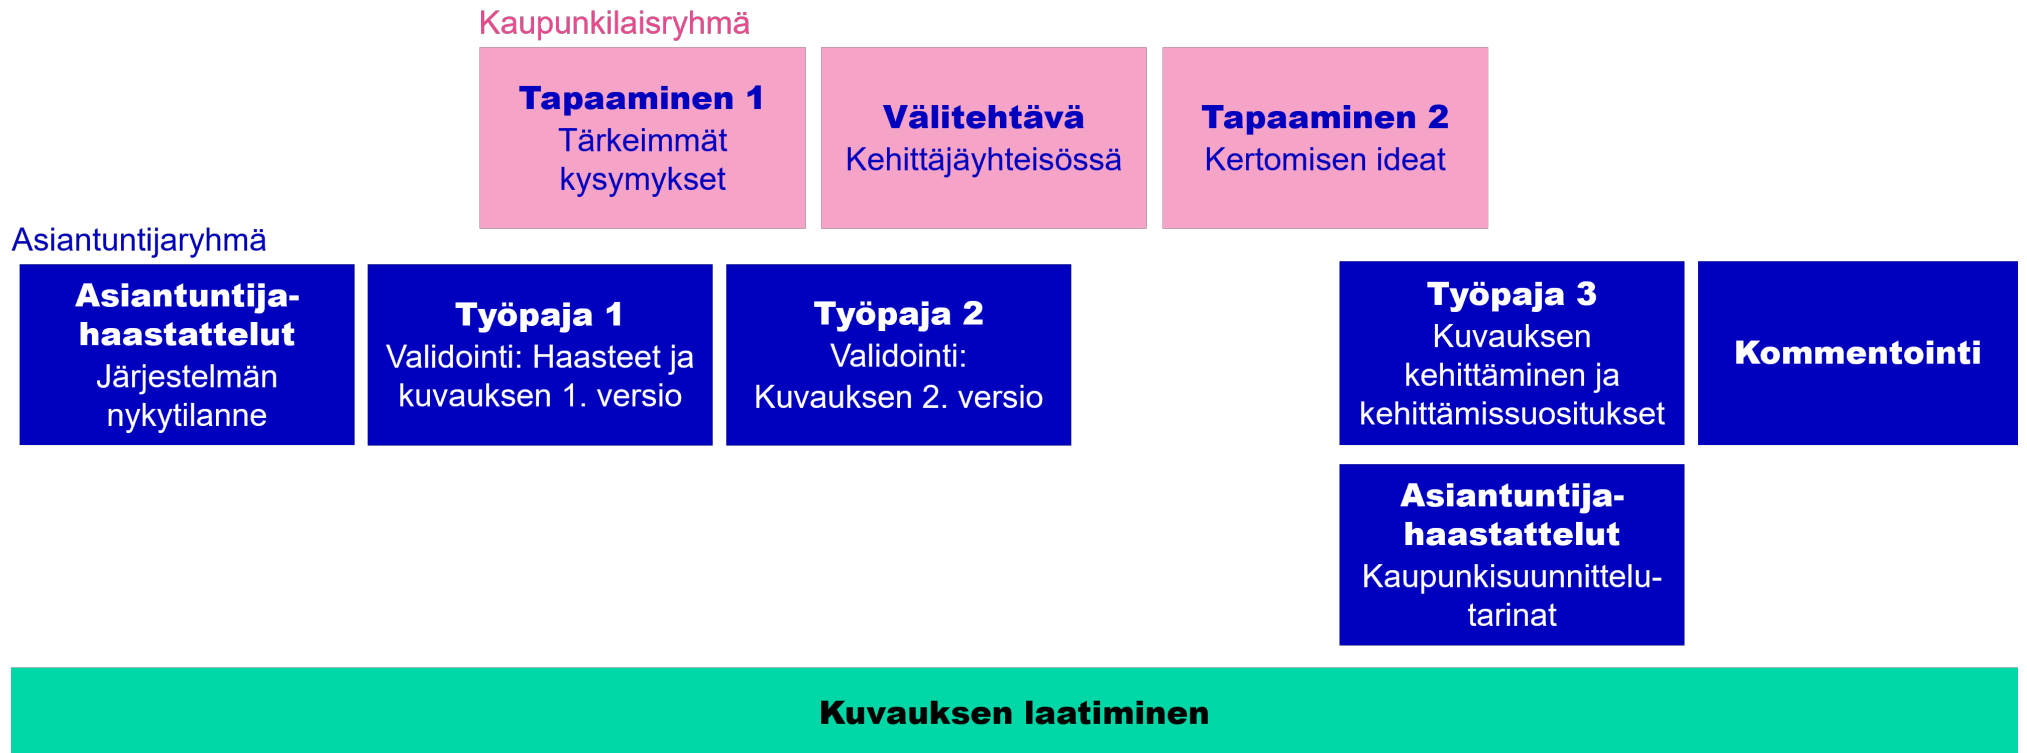 Kaupunkilaisryhmä
Tapaaminen 1
Tärkeimmät
kysymykset
Välitehtävä
Kehittäjäyhteisössä
Tapaaminen 2
Kertomisen ideat
Asiantuntijaryhmä
Asiantuntija-
haastattelut
Järjestelmän
nykytilanne
Työpaja 1
Validointi: Haasteet ja
kuvauksen 1. versio
Työpaja 2
Validointi:
Kuvauksen 2. versio
Työpaja 3
Kuvauksen
kehittäminen ja
kehittämissuositukset
Kommentointi
Asiantuntija-
haastattelut
Kaupunkisuunnittelu-
tarinat
Kuvauksen laatiminen